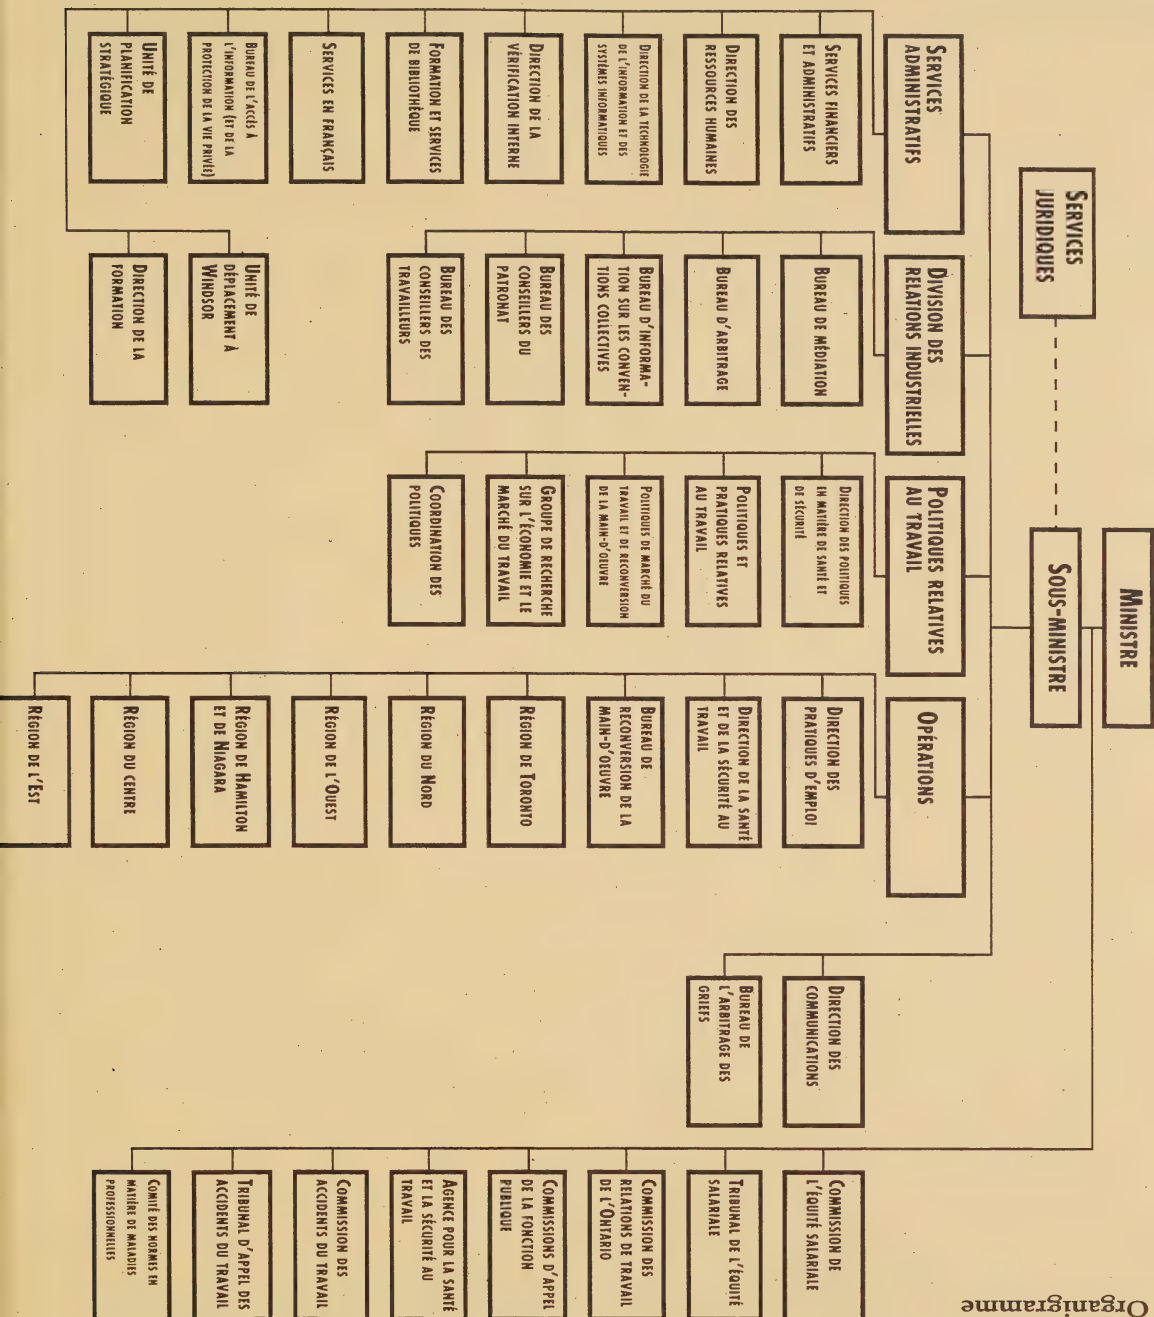 Organigramme
MINISTRE
SOUS-MINISTRE
SERVICES
JURIDIQUES
SERVICES
ADMINISTRATIFS
SERVICES FINANCIERS
ET ADMINISTRATIFS
DIRECTION DES
RESSOURCES HUMAINES
DIRECTION DE LA TECHNOLOGIE
DE L'INFORMATION ET DES
SYSTÈMES INFORMATIQUES
DIRECTION DE LA
VÉRIFICATION INTERNE
FORMATION ET SERVICES
DE BIBLIOTHÈQUE
SERVICES EN FRANÇAIS
BUREAU DE L'ACCÈS À
L'INFORMATION (ET DE LA
PROTECTION DE LA VIE PRIVÉE)
UNITÉ DE
PLANIFICATION
STRATÉGIQUE
UNITÉ DE
DÉPLACEMENT À
WINDSOR
DIRECTION DE LA
FORMATION
DIVISION DES
RELATIONS INDUSTRIELLES
BUREAU DE MÉDIATION
BUREAU D'ARBITRAGE
BUREAU D'INFORMA-
TION SUR LES CONVEN-
TIONS COLLECTIVES
BUREAU DES
CONSEILLERS DU
PATRONAT
BUREAU DES
CONSEILLERS DES
TRAVAILLEURS
POLITIQUES RELATIVES
AU TRAVAIL
DIRECTION DES POLITIQUES
EN MATIÈRE DE SANTÉ ET
DE SÉCURITÉ
POLITIQUES ET
PRATIQUES RELATIVES
AU TRAVAIL
POLITIQUES DE MARCHÉ DU
TRAVAIL ET DE RECONVERSION
DE LA MAIN-D'OEUVRE
GROUPE DE RECHERCHE
SUR L'ÉCONOMIE ET LE
MARCHÉ DU TRAVAIL
COORDINATION DES
POLITIQUES
OPÉRATIONS
DIRECTION DES
PRATIQUES D'EMPLOI
DIRECTION DE LA SANTÉ
ET DE LA SÉCURITÉ AU
TRAVAIL
BUREAU DE
RECONVERSION DE LA
MAIN-D'OEUVRE
RÉGION DE TORONTO
RÉGION DU NORD
RÉGION DE L'OUEST
RÉGION DE HAMILTON
ET DE NIAGARA
RÉGION DU CENTRE
RÉGION DE L'EST
DIRECTION DES
COMMUNICATIONS
BUREAU DE
L'ARBITRAGE DES
GRIEFS
COMMISSION DE
L'ÉQUITÉ SALARIALE
TRIBUNAL DE L'ÉQUITÉ
SALARIALE
COMMISSION DES
RELATIONS DE TRAVAIL
DE L'ONTARIO
COMMISSIONS D'APPEL
DE LA FONCTION
PUBLIQUE
AGENCE POUR LA SANTÉ
ET LA SÉCURITÉ AU
TRAVAIL
COMMISSION DES
ACCIDENTS DU TRAVAIL
TRIBUNAL D'APPEL DES
ACCIDENTS DU TRAVAIL
COMITÉ DES NORMES EN
MATIÈRE DE MALADIES
PROFESSIONNELLES